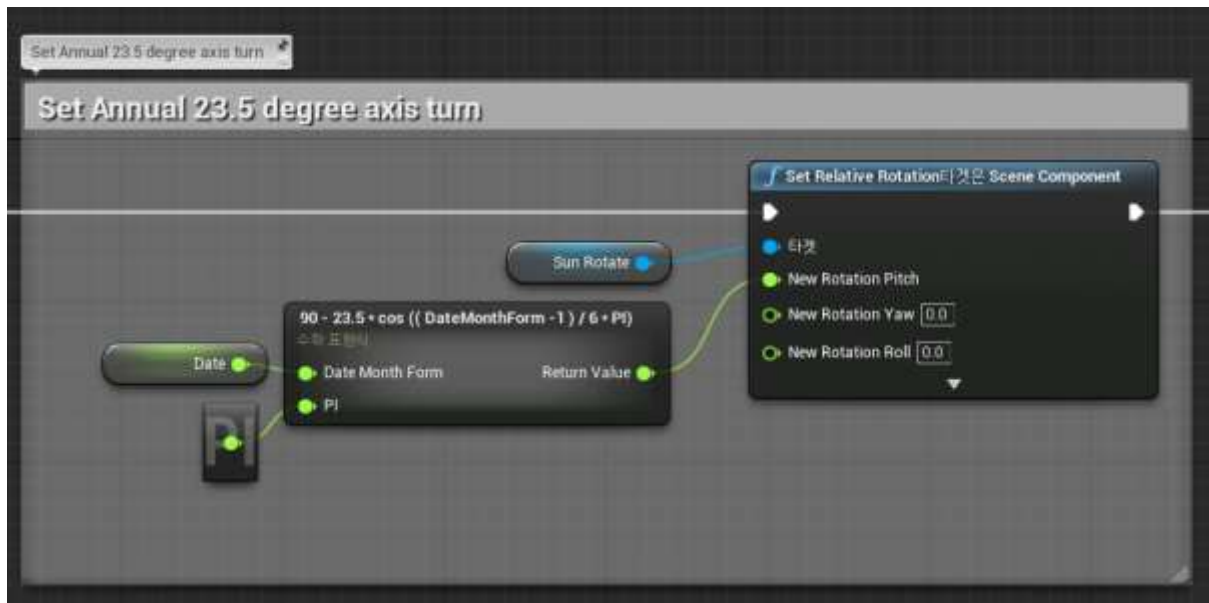 Set Annual 23.5 degree axis turn
Set Annual 23.5 degree axis turn
f Set Relative Rotation타겟은 Scene Component
Sun Rotate
타겟
New Rotation Pitch
90 - 23.5 * cos (( DateMonthForm -1 ) / 6 * PI)
New Rotation Yaw 0.0
수학 표현식
Date
Date Month Form
Return Value
New Rotation Roll 0.0
PI
PI